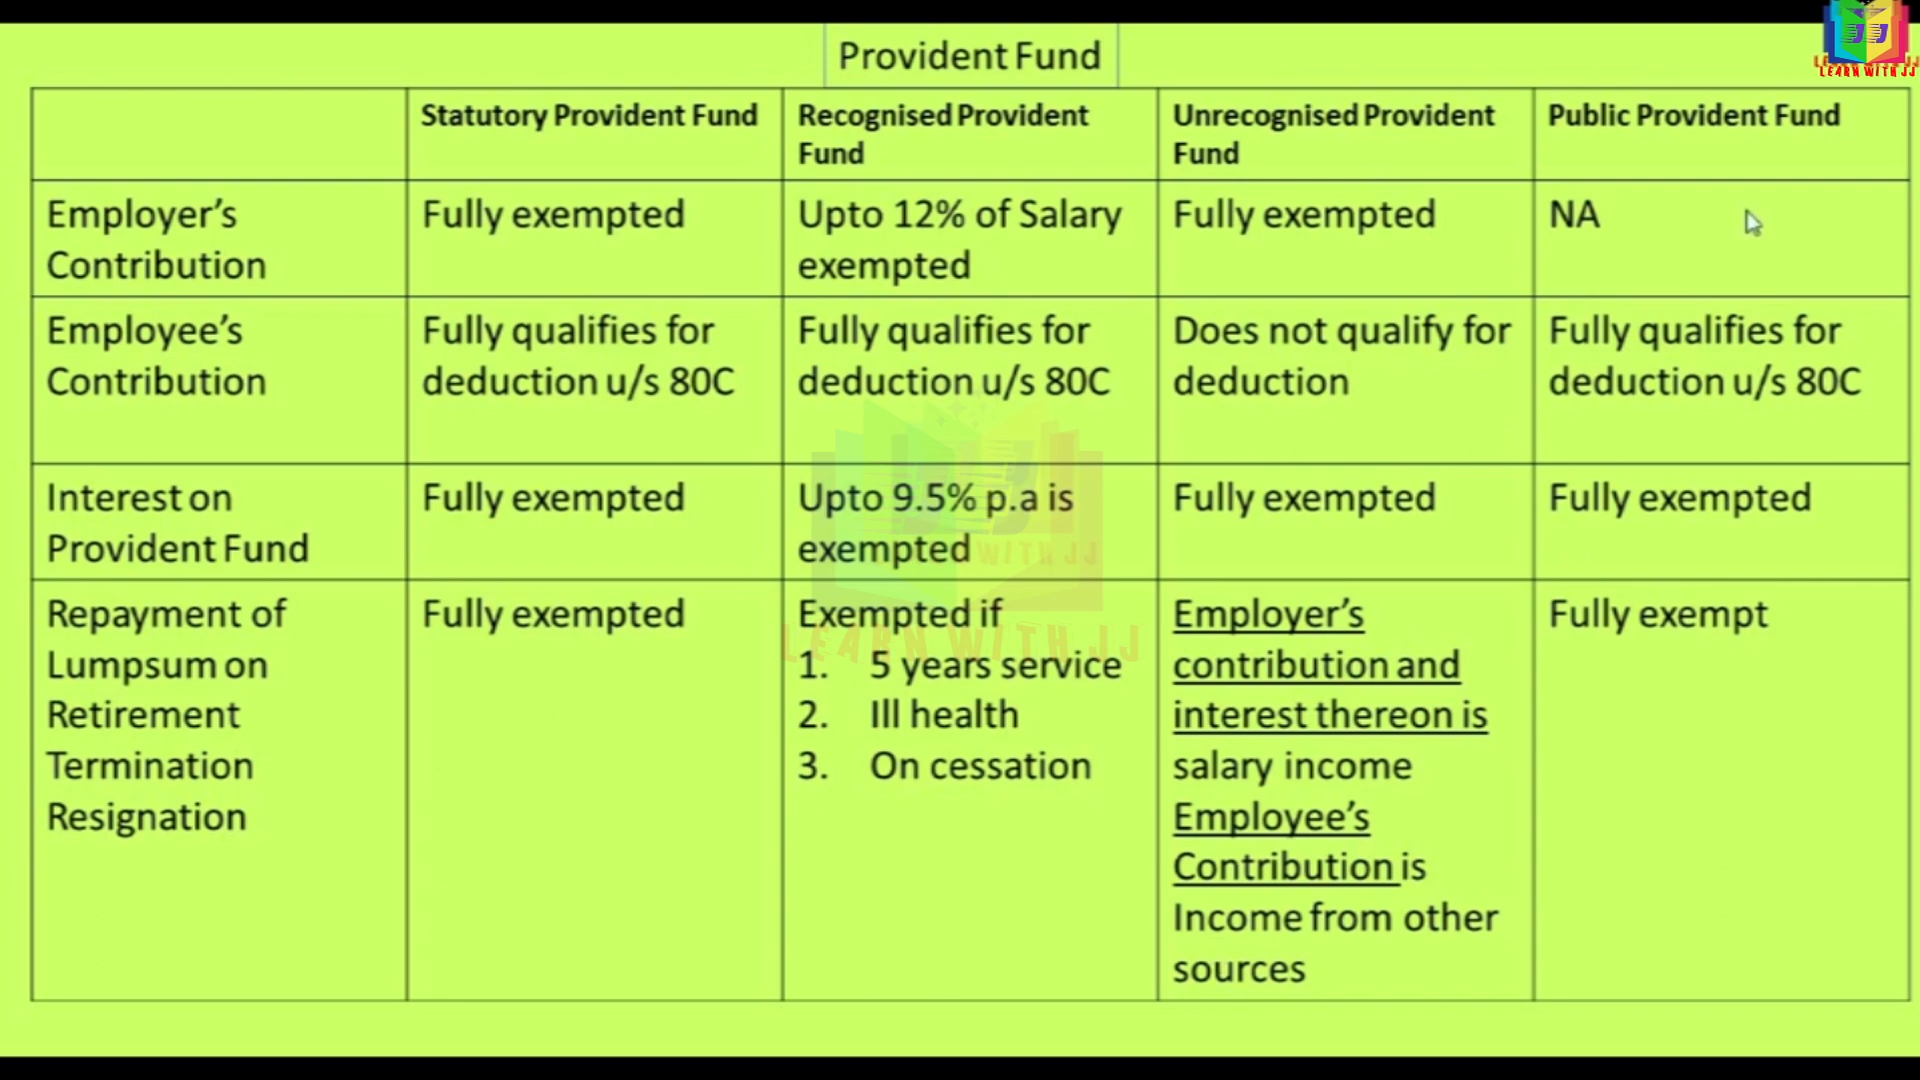 Provident Fund
LEARN WITH JJ
Statutory Provident Fund
Recognised Provident
Fund
Unrecognised Provident
Fund
Public Provident Fund
Employer's
Contribution
Fully exempted
Upto 12% of Salary
exempted
Fully exempted
NA
Employee's
Contribution
Fully qualifies for
deduction u/s 80C
Fully qualifies for
deduction u/s 80C
Does not qualify for
deduction
Fully qualifies for
deduction u/s 80C
Interest on
Provident Fund
Fully exempted
Upto 9.5% p.a is
exempted
Fully exempted
Fully exempted
Repayment of
Lumpsum on
Retirement
Termination
Resignation
Fully exempted
Exempted if
1. 5 years service
2. Ill health
3. On cessation
Employer's
contribution and
interest thereon is
salary income
Employee's
Contribution is
Income from other
sources
Fully exempt
LEARN WITH JJ